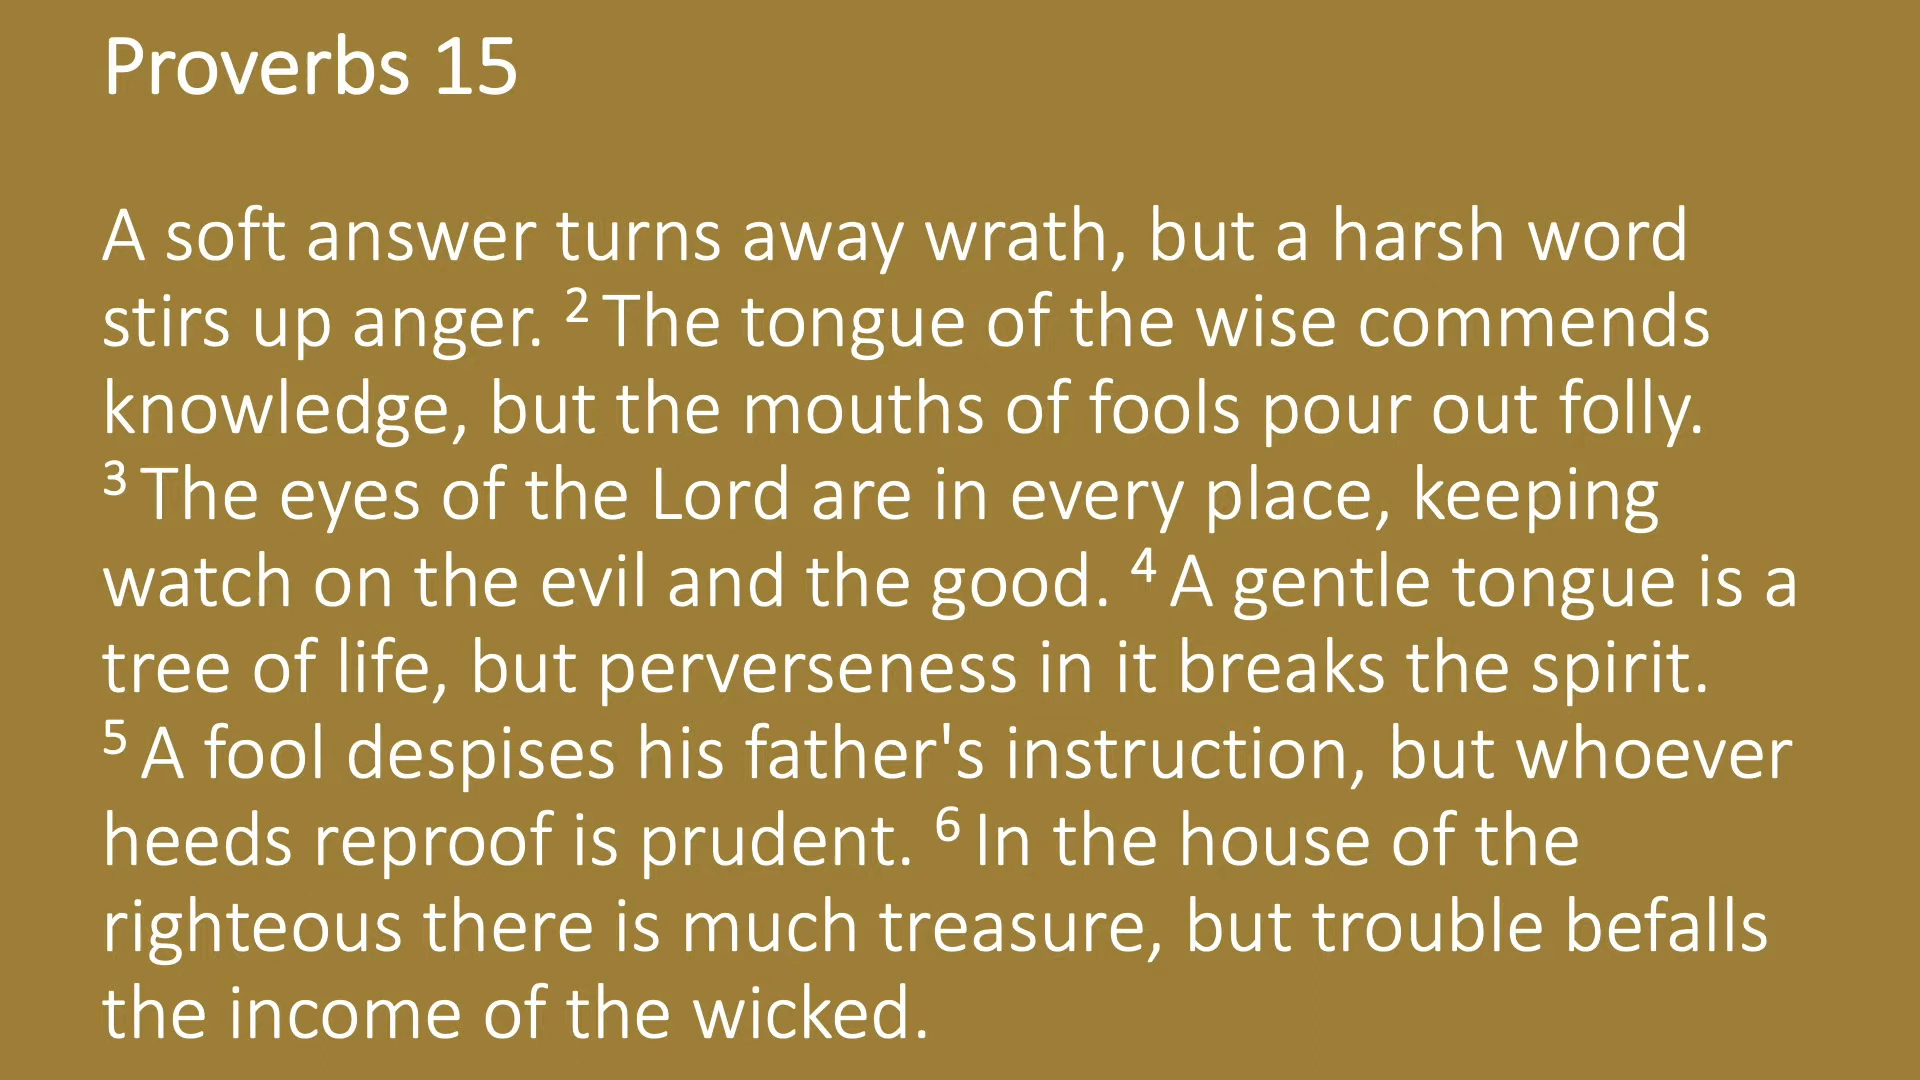 Proverbs 15
A soft answer turns away wrath, but a harsh word
stirs up anger. 2 The tongue of the wise commends
knowledge, but the mouths of fools pour out folly.
3 The eyes of the Lord are in every place, keeping
watch on the evil and the good. 4 A gentle tongue is a
tree of life, but perverseness in it breaks the spirit.
5 A fool despises his father's instruction, but whoever
heeds reproof is prudent. 6 In the house of the
righteous there is much treasure, but trouble befalls
the income of the wicked.